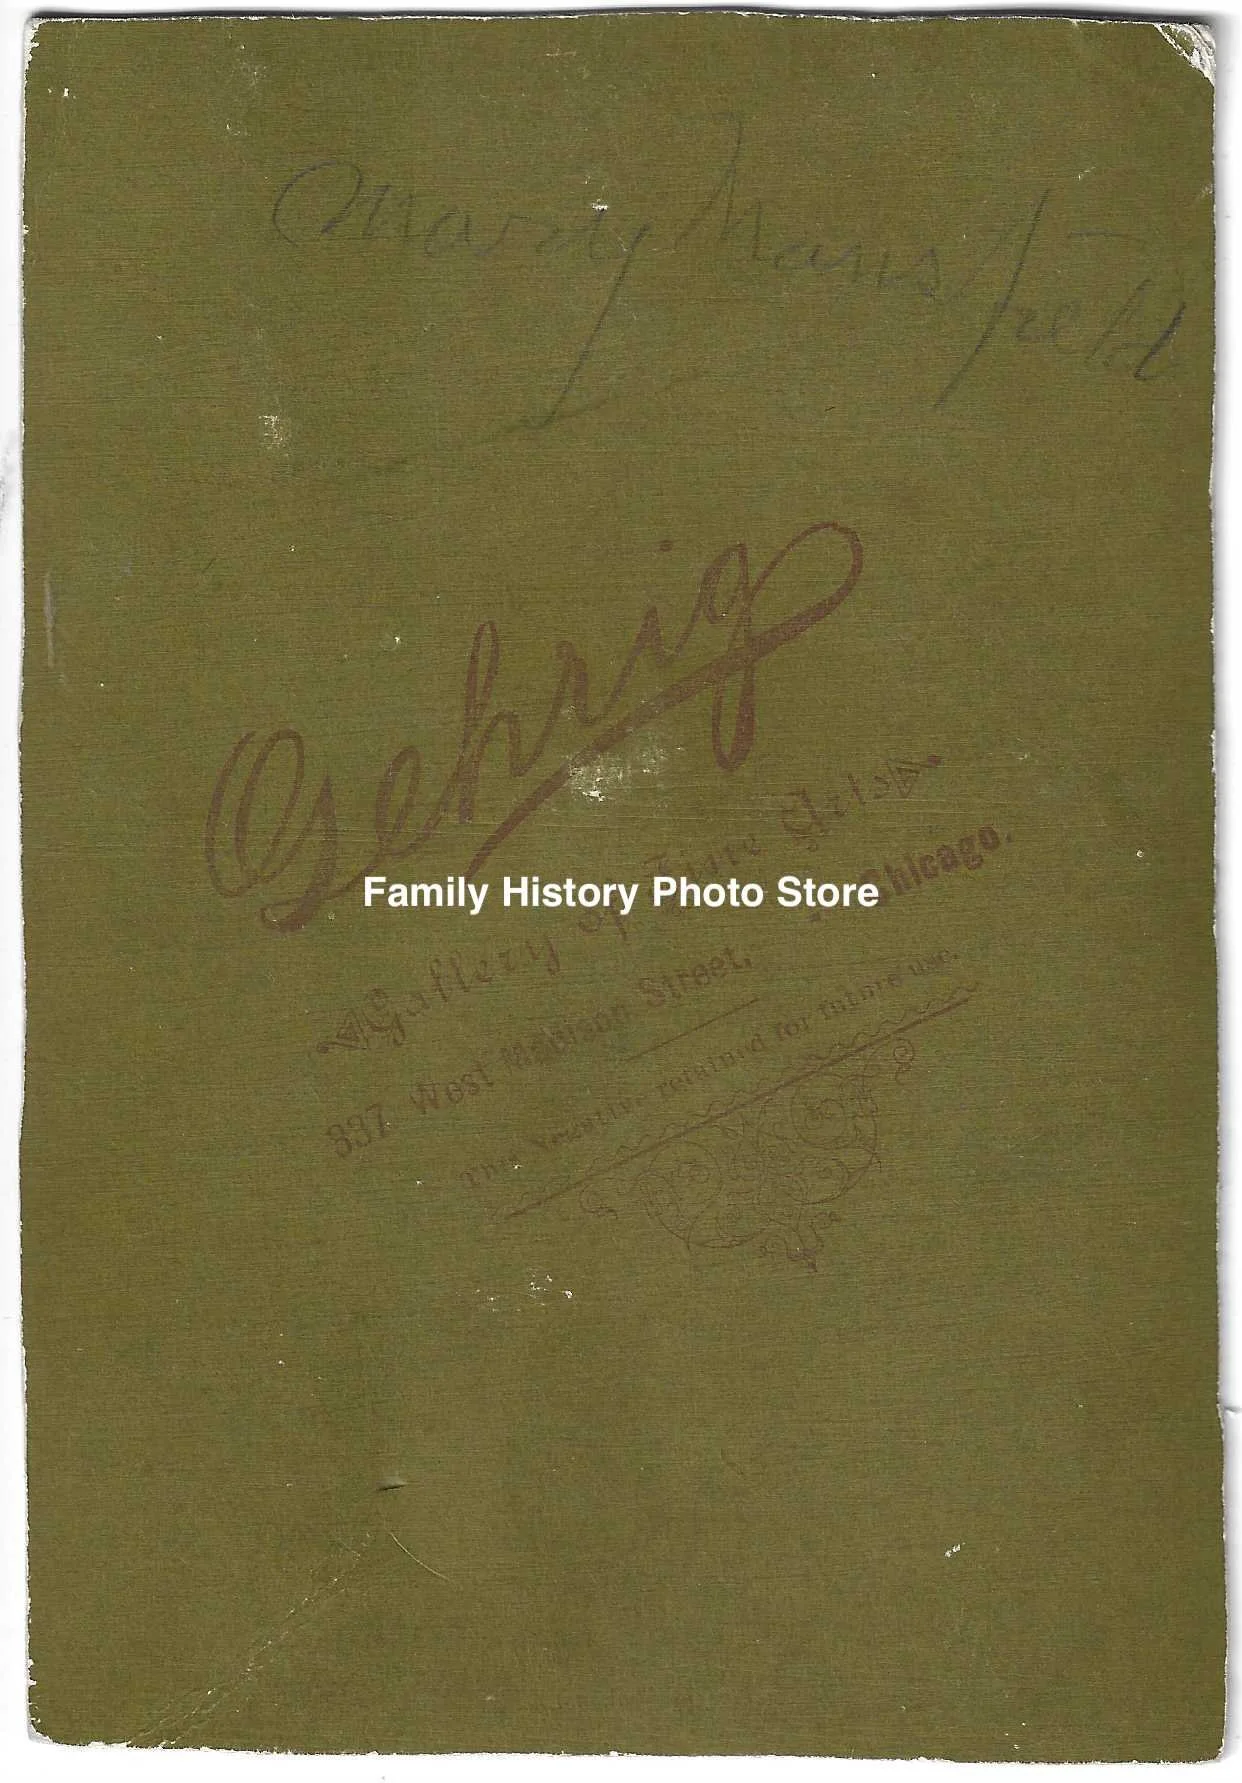 Mary
Gehrig
Gallery of Fine Arts
337 West Madison Street, Chicago.
This Negative retained for future use.
Family History Photo Store